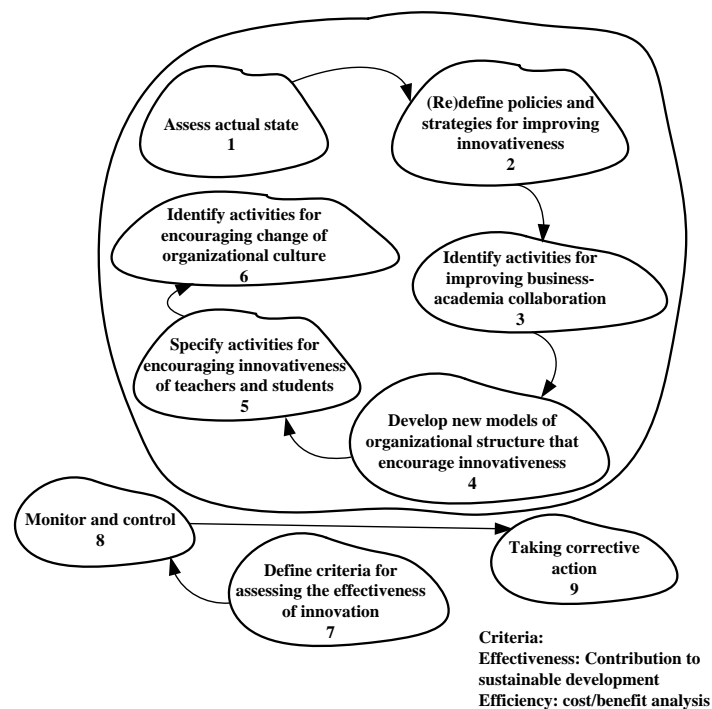 Assess actual state
1
(Re)define policies and
strategies for improving
innovativeness
2
Identify activities for
improving business-
academia collaboration
3
Develop new models of
organizational structure that
encourage innovativeness
4
Specify activities for
encouraging innovativeness
of teachers and students
5
Identify activities for
encouraging change of
organizational culture
6
Define criteria for
assessing the effectiveness
of innovation
7
Monitor and control
8
Taking corrective
action
9
Criteria:
Effectiveness: Contribution to
sustainable development
Efficiency: cost/benefit analysis